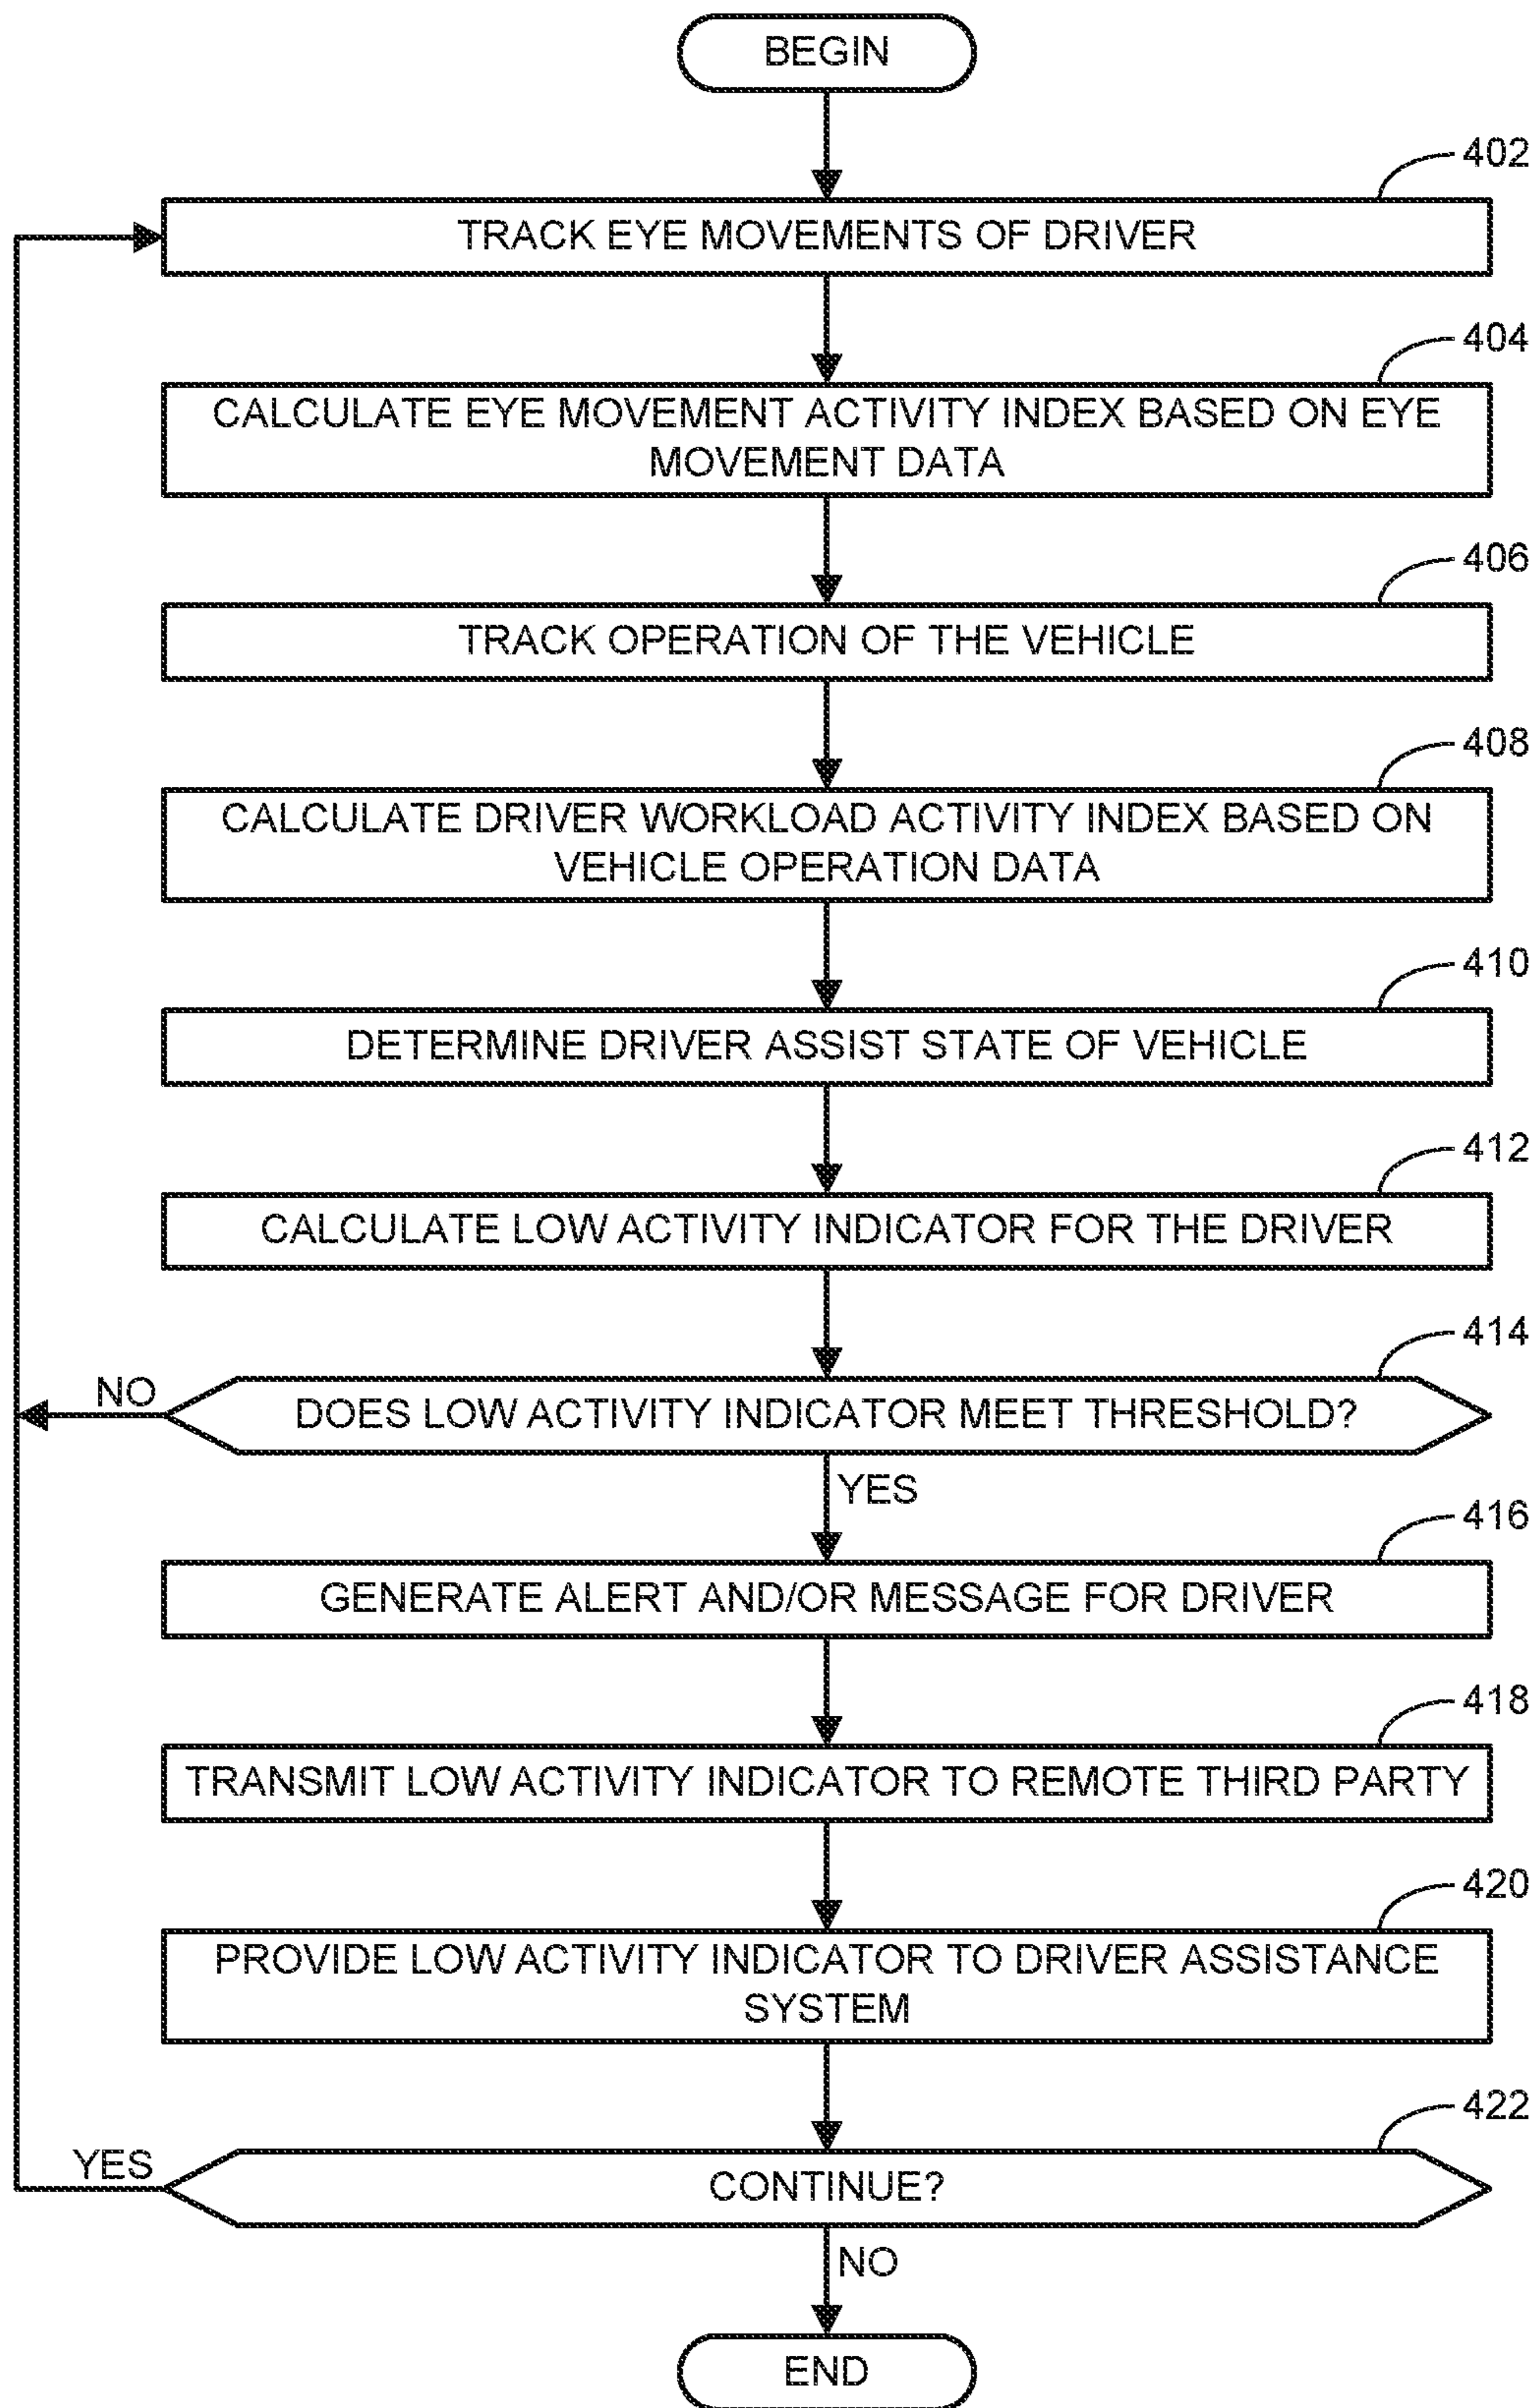 BEGIN
402
TRACK EYE MOVEMENTS OF DRIVER
404
CALCULATE EYE MOVEMENT ACTIVITY INDEX BASED ON EYE
MOVEMENT DATA
406
TRACK OPERATION OF THE VEHICLE
408
CALCULATE DRIVER WORKLOAD ACTIVITY INDEX BASED ON
VEHICLE OPERATION DATA
410
DETERMINE DRIVER ASSIST STATE OF VEHICLE
412
CALCULATE LOW ACTIVITY INDICATOR FOR THE DRIVER
414
NO
DOES LOW ACTIVITY INDICATOR MEET THRESHOLD?
YES
416
GENERATE ALERT AND/OR MESSAGE FOR DRIVER
418
TRANSMIT LOW ACTIVITY INDICATOR TO REMOTE THIRD PARTY
420
PROVIDE LOW ACTIVITY INDICATOR TO DRIVER ASSISTANCE
SYSTEM
422
YES
CONTINUE?
NO
END